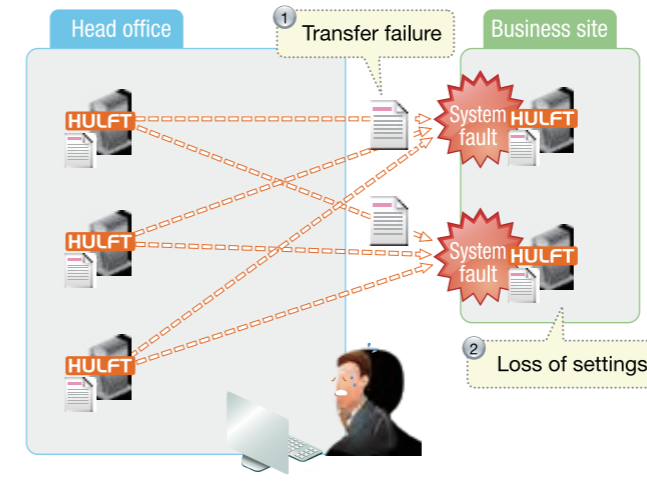 Head office
1
Transfer failure
Business site
HULFT
System
fault
HULFT
HULFT
System
fault
HULFT
HULFT
2
Loss of settings